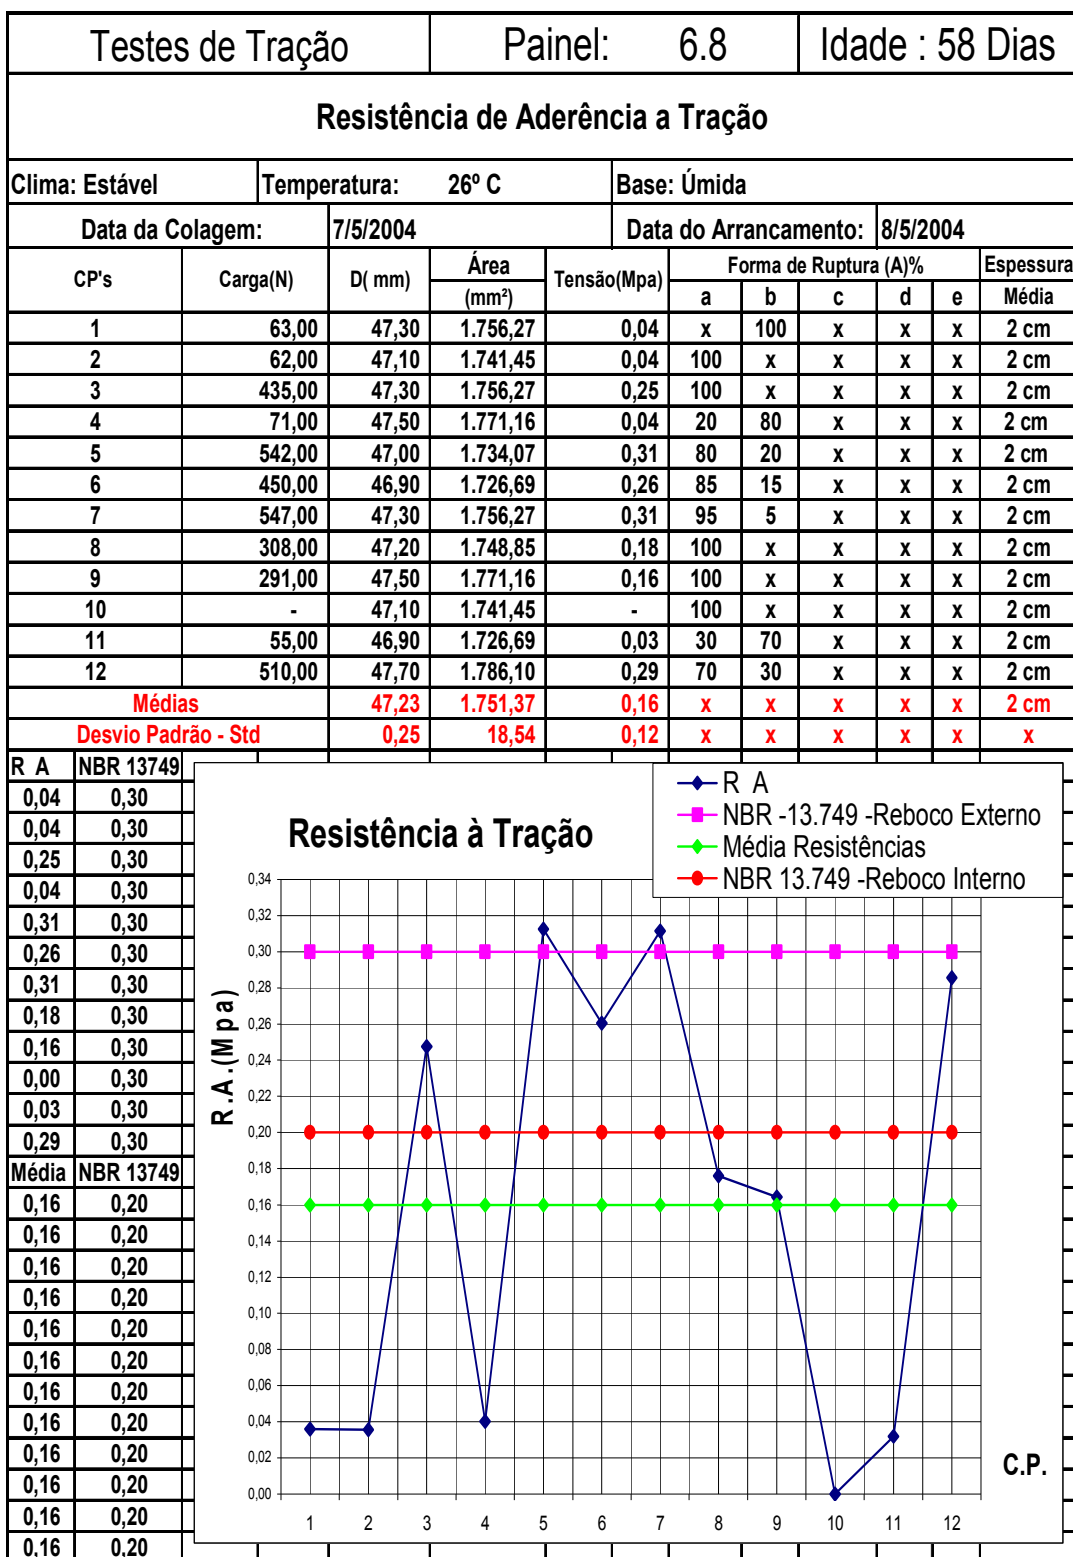 Testes de Tração Painel: 6.8 Idade : 58 Dias
Resistência de Aderência a Tração
Clima: Estável Temperatura: 26º C Base: Úmida
Data da Colagem: 7/5/2004 Data do Arrancamento: 8/5/2004
CP's Carga(N) D( mm) Área (mm²) Tensão(Mpa) Forma de Ruptura (A)% Espessura
a b c d e Média
1 63,00 47,30 1.756,27 0,04 x 100 x x x 2 cm
2 62,00 47,10 1.741,45 0,04 100 x x x x 2 cm
3 435,00 47,30 1.756,27 0,25 100 x x x x 2 cm
4 71,00 47,50 1.771,16 0,04 20 80 x x x 2 cm
5 542,00 47,00 1.734,07 0,31 80 20 x x x 2 cm
6 450,00 46,90 1.726,69 0,26 85 15 x x x 2 cm
7 547,00 47,30 1.756,27 0,31 95 5 x x x 2 cm
8 308,00 47,20 1.748,85 0,18 100 x x x x 2 cm
9 291,00 47,50 1.771,16 0,16 100 x x x x 2 cm
10 - 47,10 1.741,45 - 100 x x x x 2 cm
11 55,00 46,90 1.726,69 0,03 30 70 x x x 2 cm
12 510,00 47,70 1.786,10 0,29 70 30 x x x 2 cm
Médias 47,23 1.751,37 0,16 x x x x x 2 cm
Desvio Padrão - Std 0,25 18,54 0,12 x x x x x x
R A NBR 13749
0,04 0,30
0,04 0,30
0,25 0,30
0,04 0,30
0,31 0,30
0,26 0,30
0,31 0,30
0,18 0,30
0,16 0,30
0,00 0,30
0,03 0,30
0,29 0,30
Média NBR 13749
0,16 0,20
0,16 0,20
0,16 0,20
0,16 0,20
0,16 0,20
0,16 0,20
0,16 0,20
0,16 0,20
0,16 0,20
0,16 0,20
0,16 0,20
0,16 0,20
Resistência à Tração
R A
NBR -13.749 -Reboco Externo
Média Resistências
NBR 13.749 -Reboco Interno
R.A.(Mpa)
0,34
0,32
0,30
0,28
0,26
0,24
0,22
0,20
0,18
0,16
0,14
0,12
0,10
0,08
0,06
0,04
0,02
0,00
1 2 3 4 5 6 7 8 9 10 11 12
C.P.